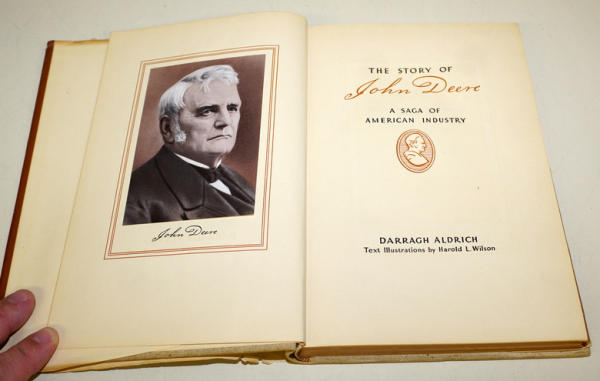 John Deere
THE STORY OF
John Deere
A SAGA OF
AMERICAN INDUSTRY
DARRAGH ALDRICH
Text Illustrations by Harold L. Wilson